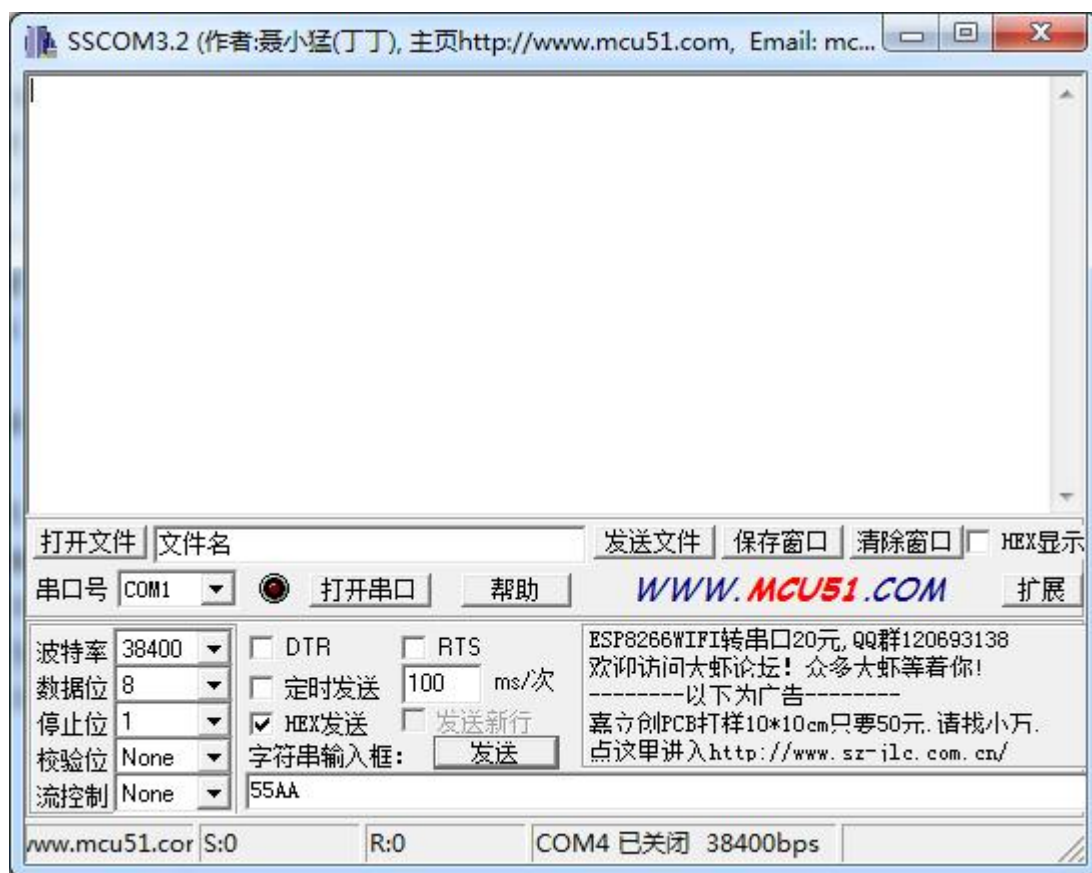 SSCOM3.2 (作者:聂小猛(丁丁), 主页http://www.mcu51.com,  Email: mc...
打开文件 文件名 发送文件 保存窗口 清除窗口 HEX显示
串口号 COM1 打开串口 帮助 WWW.MCU51.COM 扩展
波特率 38400 DTR RTS
数据位 8 定时发送 100 ms/次
停止位 1 HEX发送 发送新行
校验位 None 字符串输入框: 发送
流控制 None 55AA
ESP8266WIFI转串口20元,QQ群120693138
欢迎访问大虾论坛! 众多大虾等着你!
--------以下为广告--------
嘉立创PCB打样10*10cm只要50元.请找小万.
点这里进入http://www.sz-jlc.com.cn/
www.mcu51.cor S:0 R:0 COM4 已关闭 38400bps